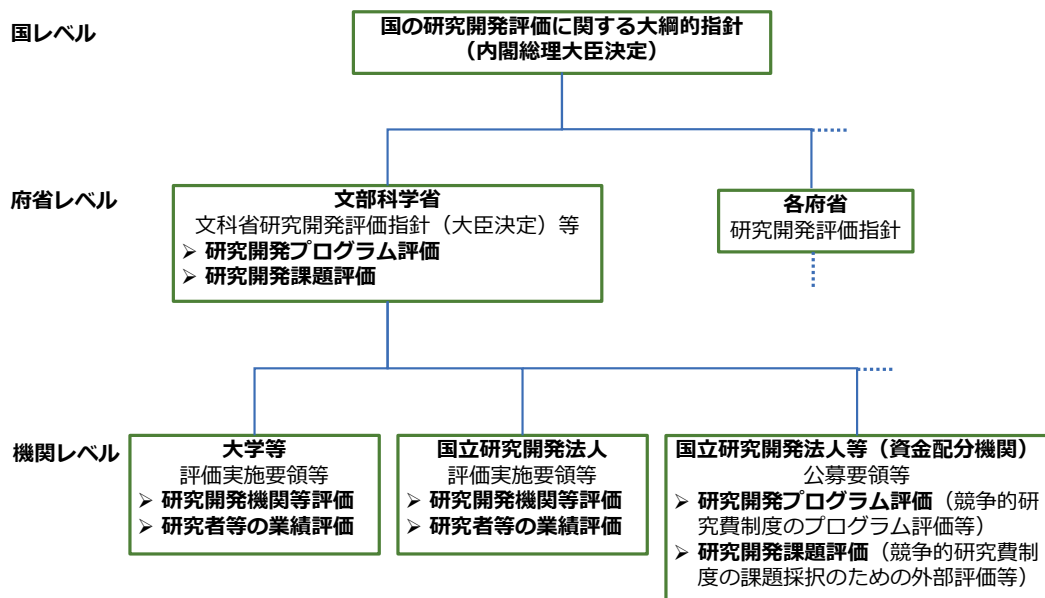 国レベル
国の研究開発評価に関する大綱的指針
（内閣総理大臣決定）
府省レベル
文部科学省
文科省研究開発評価指針（大臣決定）等
➢ 研究開発プログラム評価
➢ 研究開発課題評価
各府省
研究開発評価指針
機関レベル
大学等
評価実施要領等
➢ 研究開発機関等評価
➢ 研究者等の業績評価
国立研究開発法人
評価実施要領等
➢ 研究開発機関等評価
➢ 研究者等の業績評価
国立研究開発法人等（資金配分機関）
公募要領等
➢ 研究開発プログラム評価（競争的研
究費制度のプログラム評価等）
➢ 研究開発課題評価（競争的研究費制
度の課題採択のための外部評価等）